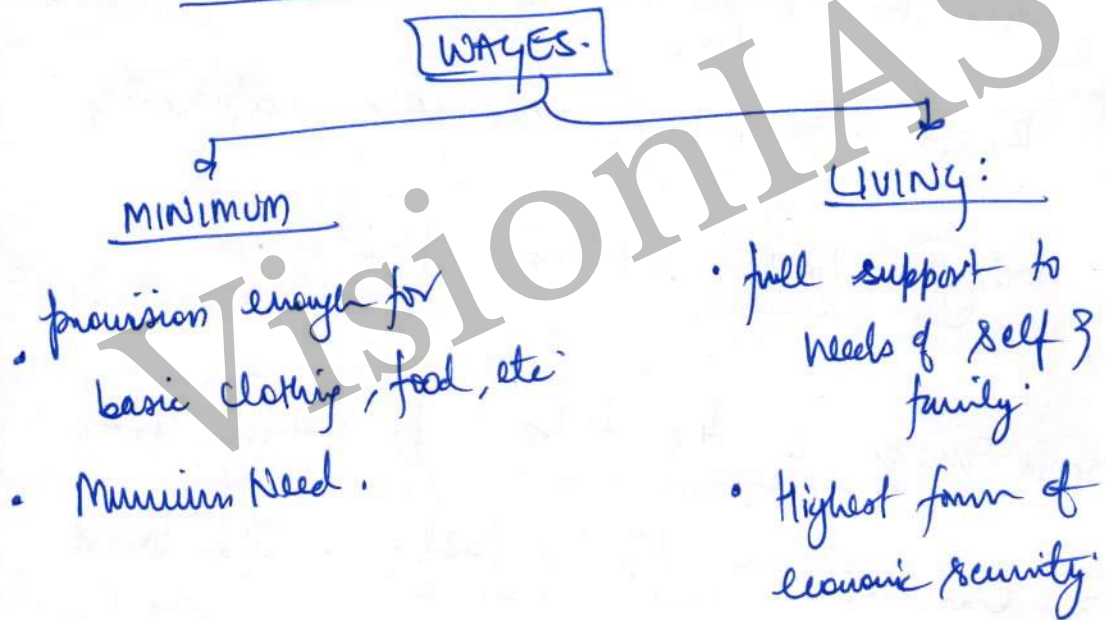 WAGES.
MINIMUM
• provision enough for
basic clothing, food, etc
• Minimum Need.
LIVING:
• full support to
needs of self &
family
• Highest form of
economic security
VisionIAS